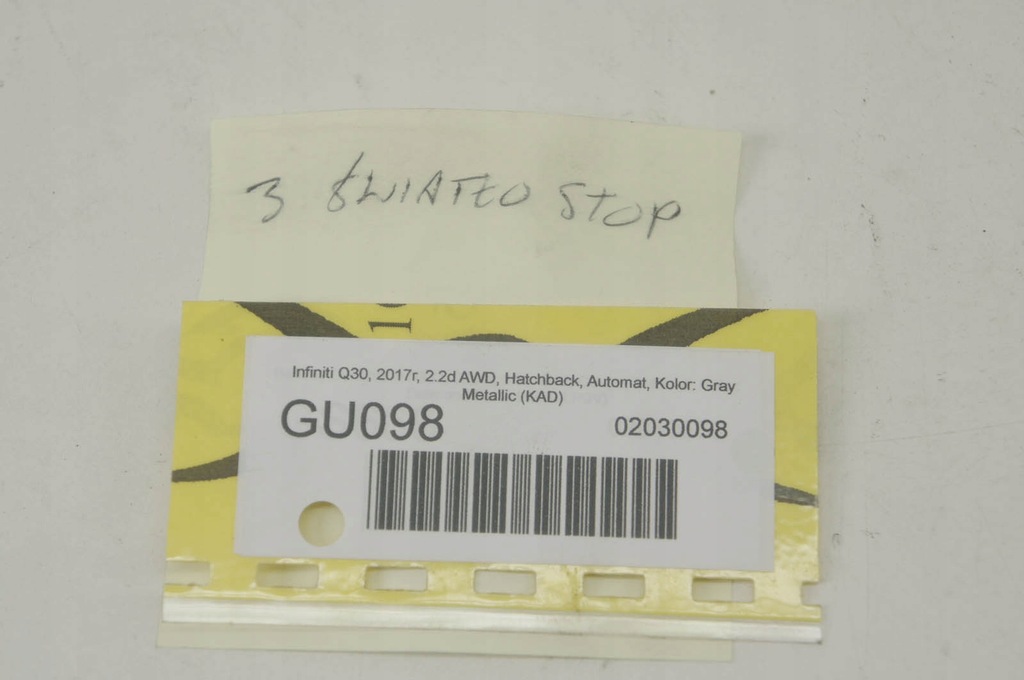 3 ŚWIATŁO STOP
Infiniti Q30, 2017r, 2.2d AWD, Hatchback, Automat, Kolor: Gray
Metallic (KAD)
GU098
02030098